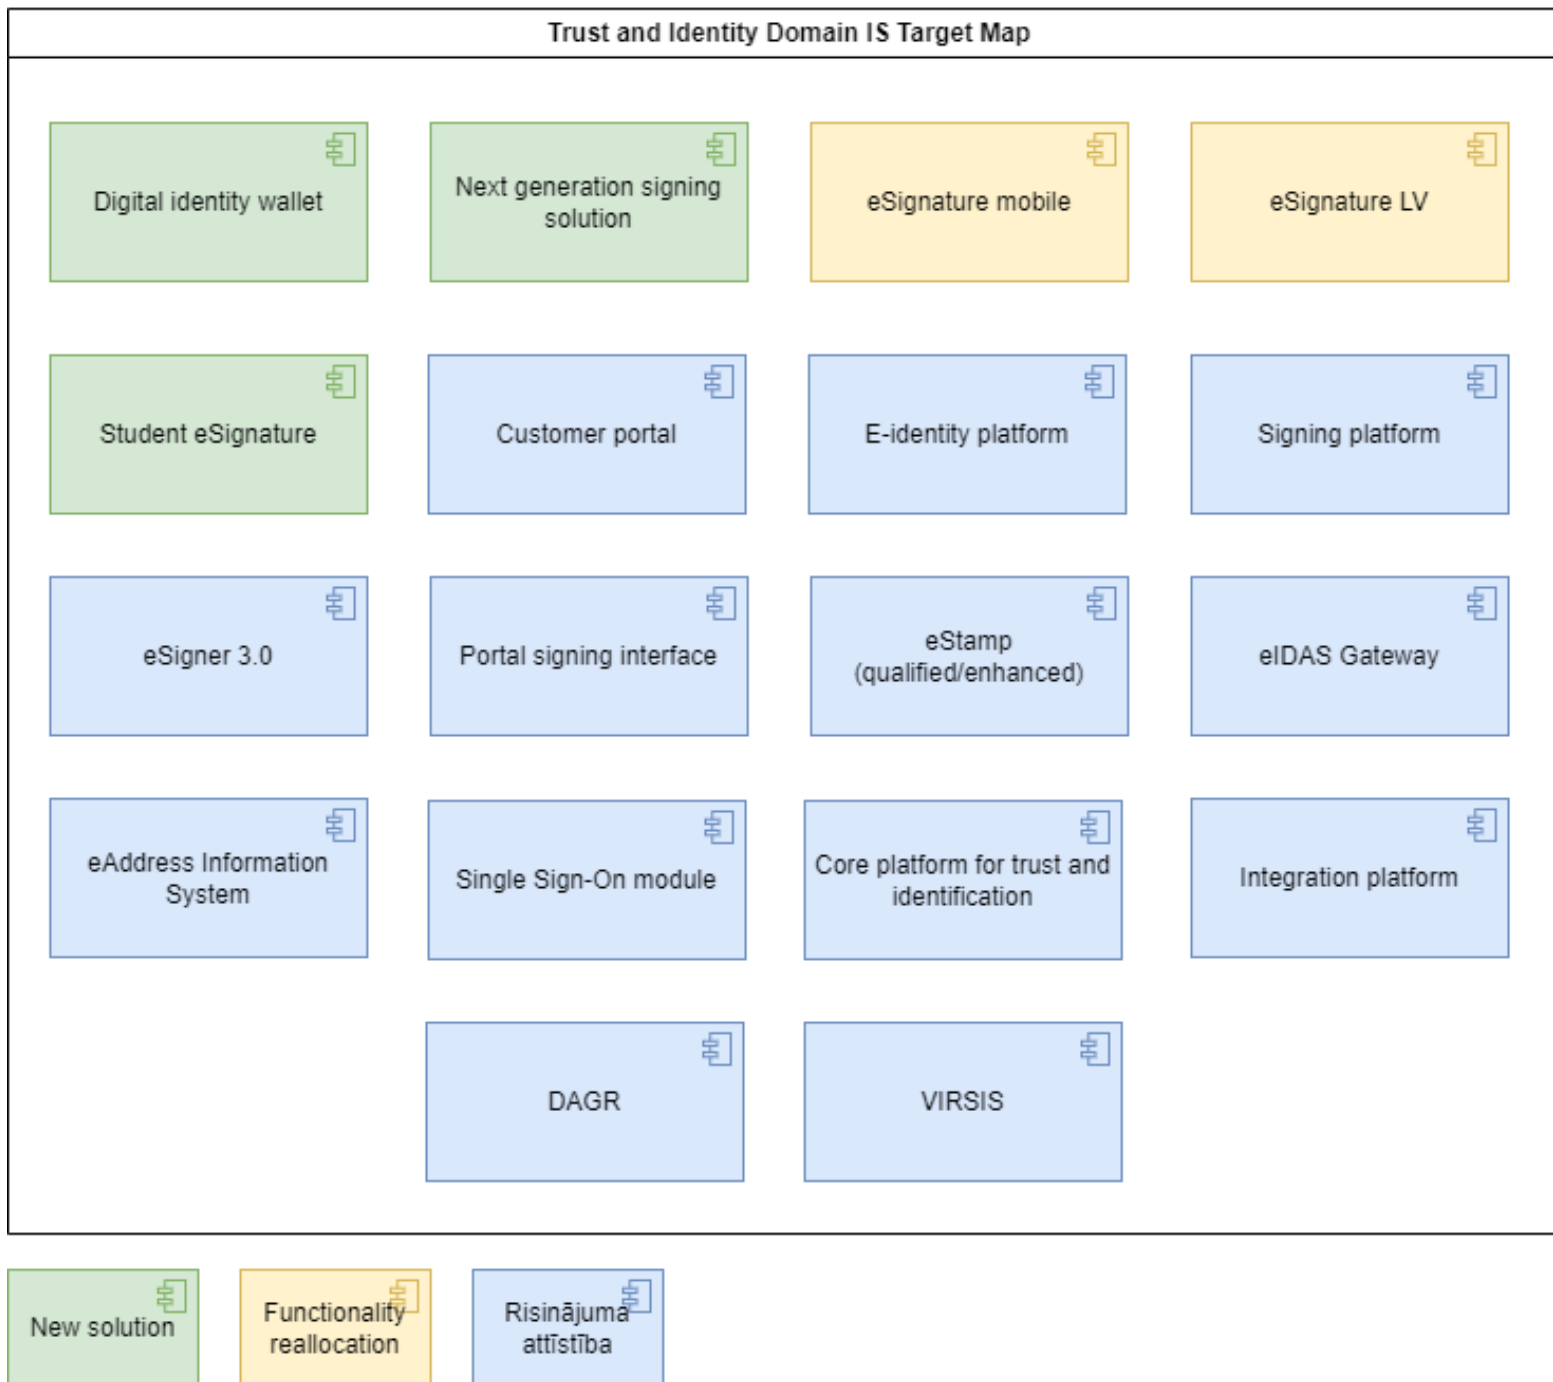 Trust and Identity Domain IS Target Map
Digital identity wallet
Next generation signing
solution
eSignature mobile
eSignature LV
Student eSignature
Customer portal
E-identity platform
Signing platform
eSigner 3.0
Portal signing interface
eStamp
(qualified/enhanced)
eIDAS Gateway
eAddress Information
System
Single Sign-On module
Core platform for trust and
identification
Integration platform
DAGR
VIRSIS
New solution
Functionality
reallocation
Risinājuma
attīstība